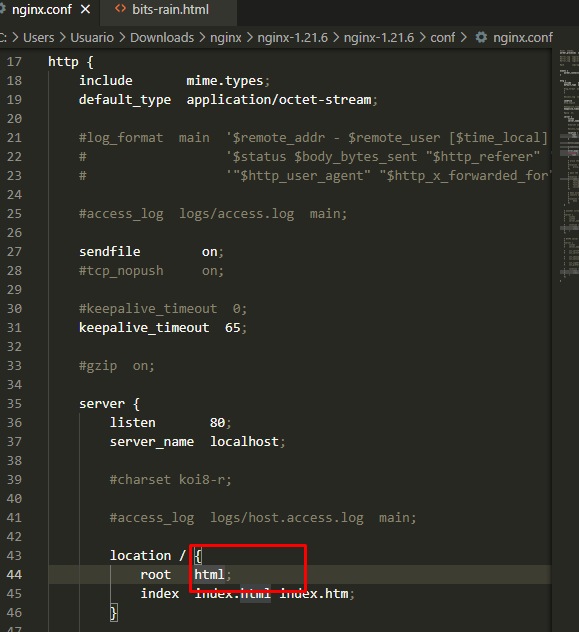 nginx.conf × <> bits-rain.html
C: > Users > Usuario > Downloads > nginx > nginx-1.21.6 > nginx-1.21.6 > conf > nginx.conf
17 http {
18 include mime.types;
19 default_type application/octet-stream;
20
21 #log_format main '$remote_addr - $remote_user [$time_local]
22 # '$status $body_bytes_sent "$http_referer" '
23 # '"$http_user_agent" "$http_x_forwarded_for"
24
25 #access_log logs/access.log main;
26
27 sendfile on;
28 #tcp_nopush on;
29
30 #keepalive_timeout 0;
31 keepalive_timeout 65;
32
33 #gzip on;
34
35 server {
36 listen 80;
37 server_name localhost;
38
39 #charset koi8-r;
40
41 #access_log logs/host.access.log main;
42
43 location / {
44 root html;
45 index index.html index.htm;
46 }
47